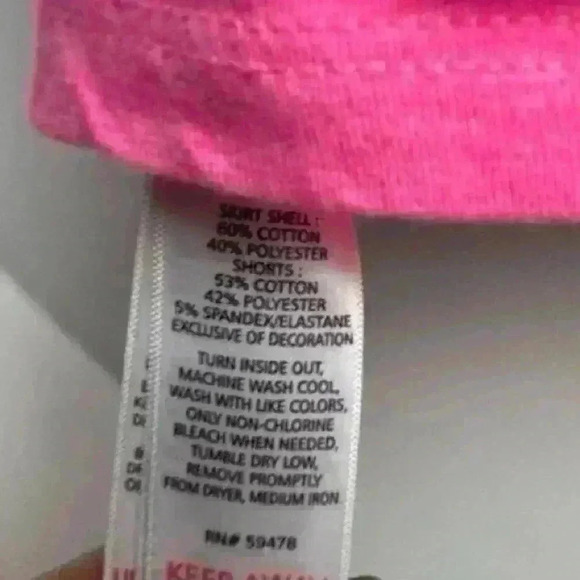 SKIRT SHELL :
60% COTTON
40% POLYESTER
SHORTS :
53% COTTON
42% POLYESTER
5% SPANDEX/ELASTANE
EXCLUSIVE OF DECORATION
TURN INSIDE OUT,
MACHINE WASH COOL,
WASH WITH LIKE COLORS,
ONLY NON-CHLORINE
BLEACH WHEN NEEDED,
TUMBLE DRY LOW,
REMOVE PROMPTLY
FROM DRYER, MEDIUM IRON
RN# 59478
KEEP AWAY